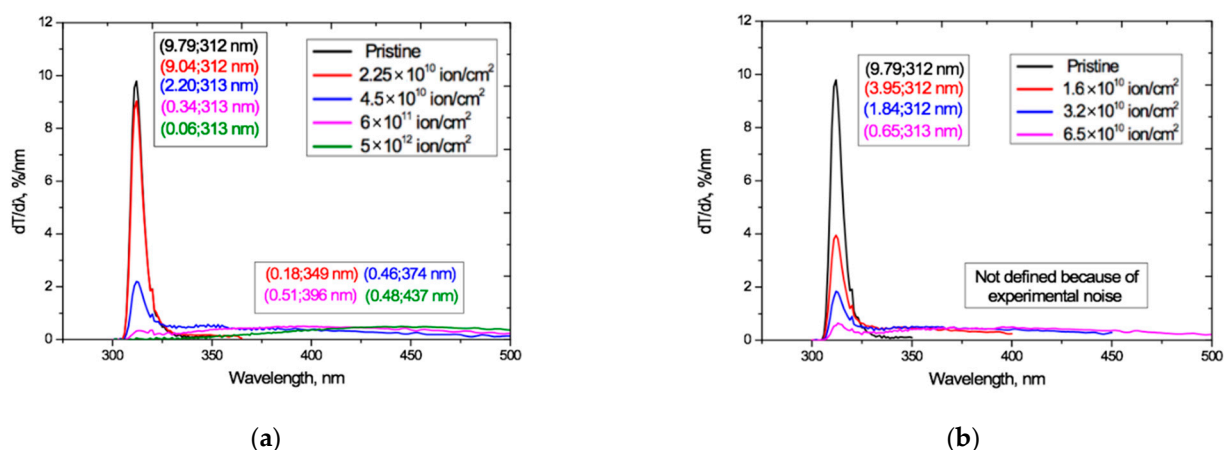 12
10
8
6
4
2
0
dT/dλ, %/nm
(9.79;312 nm)
(9.04;312 nm)
(2.20;313 nm)
(0.34;313 nm)
(0.06;313 nm)
Pristine
2.25×10¹⁰ ion/cm²
4.5×10¹⁰ ion/cm²
6×10¹¹ ion/cm²
5×10¹² ion/cm²
(0.18;349 nm) (0.46;374 nm)
(0.51;396 nm) (0.48;437 nm)
300 350 400 450 500
Wavelength, nm
(a)
12
10
8
6
4
2
0
dT/dλ, %/nm
(9.79;312 nm)
(3.95;312 nm)
(1.84;312 nm)
(0.65;313 nm)
Pristine
1.6×10¹⁰ ion/cm²
3.2×10¹⁰ ion/cm²
6.5×10¹⁰ ion/cm²
Not defined because of
experimental noise
300 350 400 450 500
Wavelength, nm
(b)